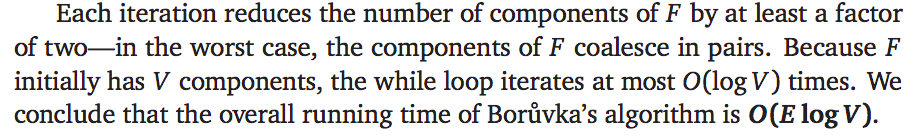 Each iteration reduces the number of components of F by at least a factor
of two—in the worst case, the components of F coalesce in pairs. Because F
initially has V components, the while loop iterates at most O(log V) times. We
conclude that the overall running time of Borůvka’s algorithm is O(E log V).